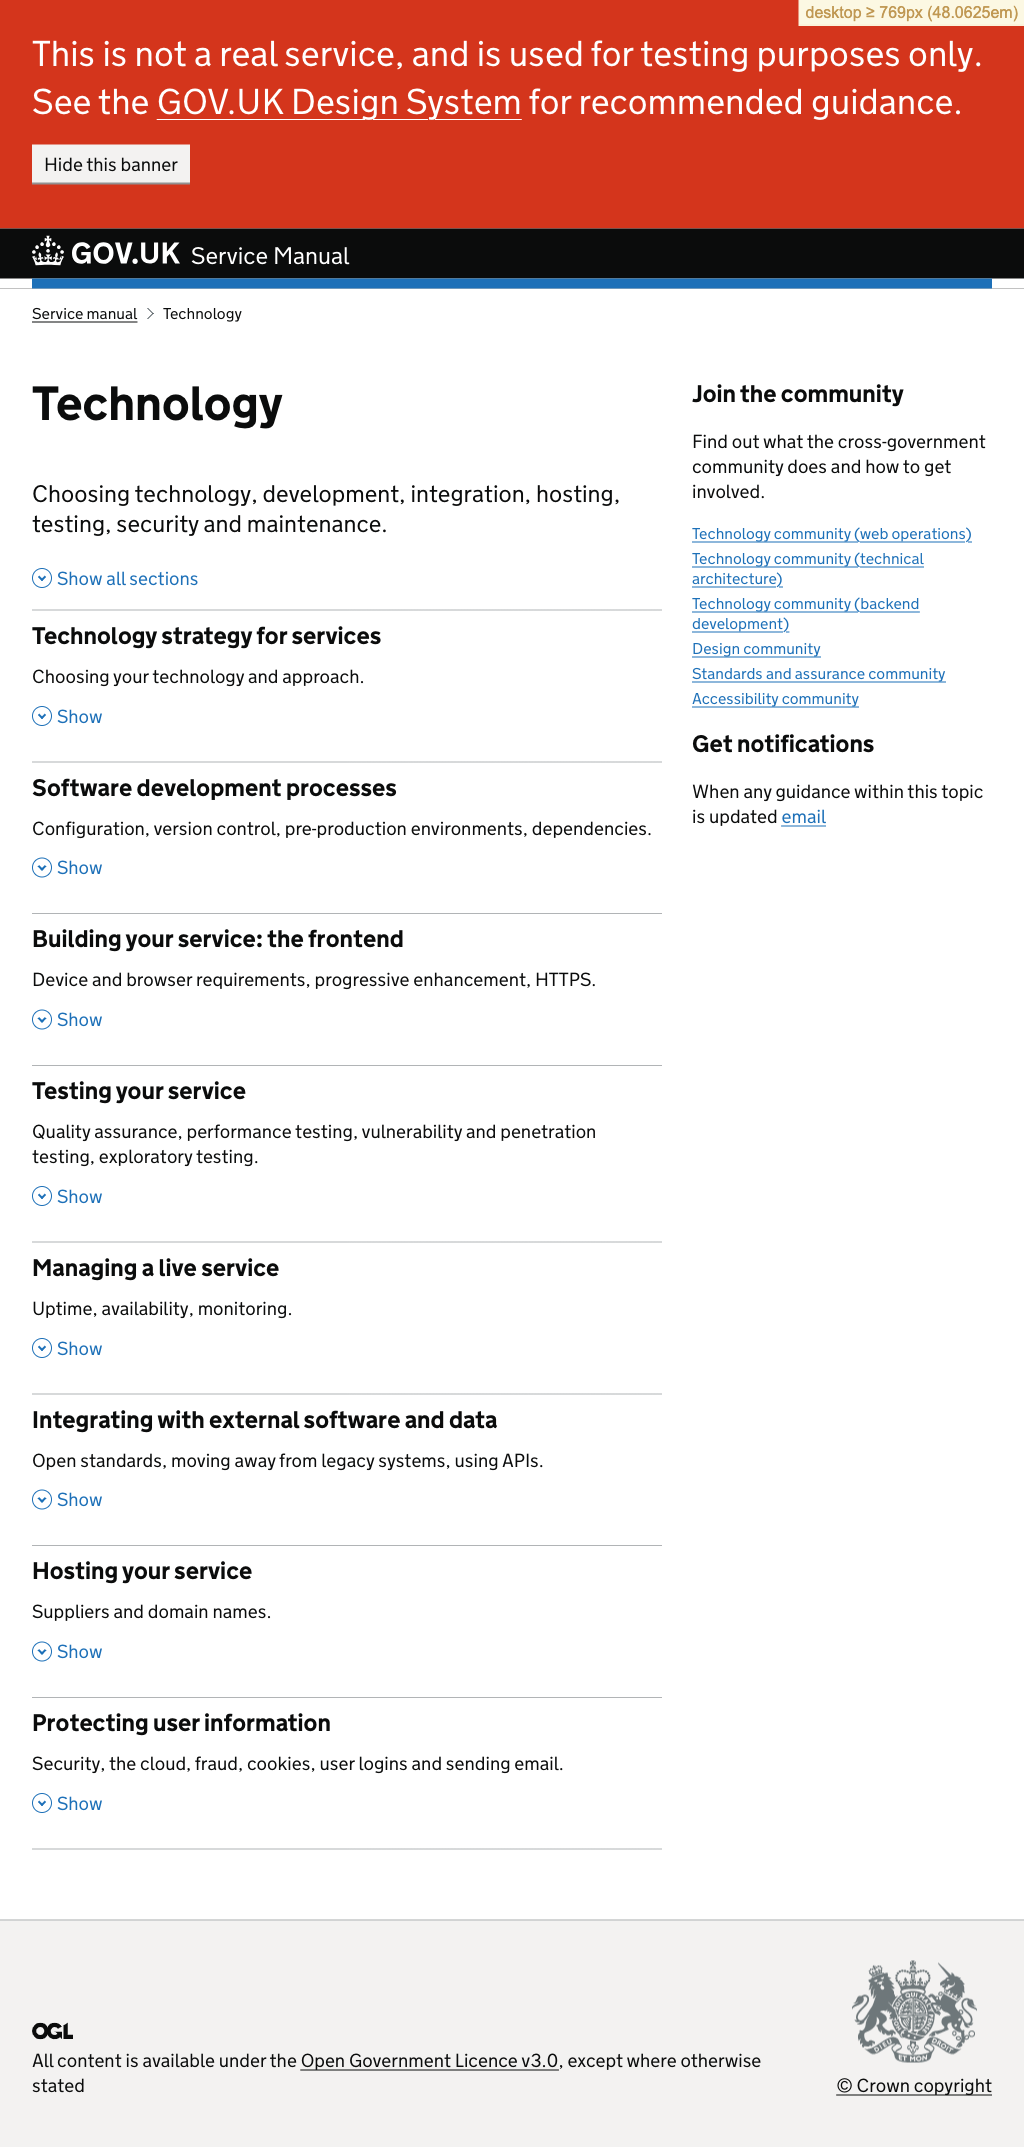 desktop ≥ 769px (48.0625em)
This is not a real service, and is used for testing purposes only.
See the GOV.UK Design System for recommended guidance.
Hide this banner
GOV.UK Service Manual
Service manual
Technology
Technology
Choosing technology, development, integration, hosting,
testing, security and maintenance.
Show all sections
Technology strategy for services
Choosing your technology and approach.
Show
Software development processes
Configuration, version control, pre-production environments, dependencies.
Show
Building your service: the frontend
Device and browser requirements, progressive enhancement, HTTPS.
Show
Testing your service
Quality assurance, performance testing, vulnerability and penetration
testing, exploratory testing.
Show
Managing a live service
Uptime, availability, monitoring.
Show
Integrating with external software and data
Open standards, moving away from legacy systems, using APIs.
Show
Hosting your service
Suppliers and domain names.
Show
Protecting user information
Security, the cloud, fraud, cookies, user logins and sending email.
Show
Join the community
Find out what the cross-government
community does and how to get
involved.
Technology community (web operations)
Technology community (technical
architecture)
Technology community (backend
development)
Design community
Standards and assurance community
Accessibility community
Get notifications
When any guidance within this topic
is updated email
OGL
All content is available under the Open Government Licence v3.0, except where otherwise
stated
© Crown copyright